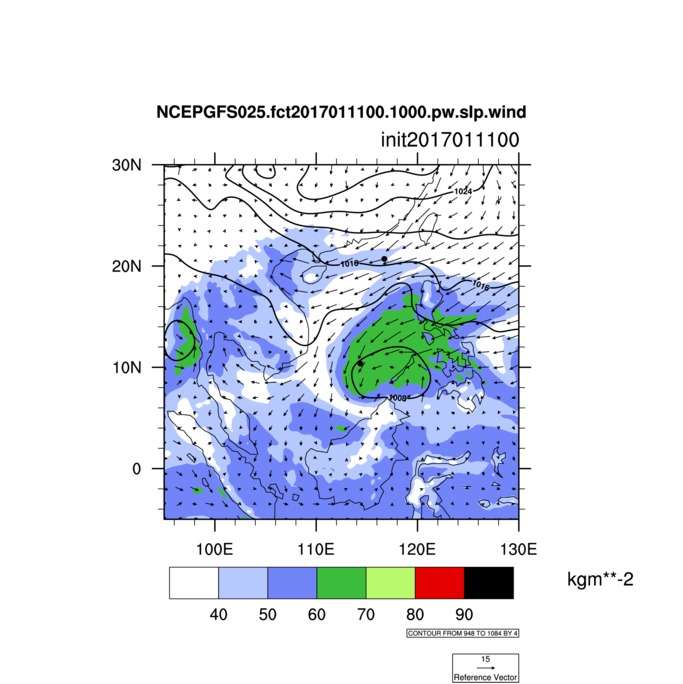 NCEPGFS025.fct2017011100.1000.pw.slp.wind
init2017011100
30N
20N
10N
0
1024
1016
1016
1008
100E
110E
120E
130E
kgm**-2
40
50
60
70
80
90
CONTOUR FROM 948 TO 1084 BY 4
15
Reference Vector